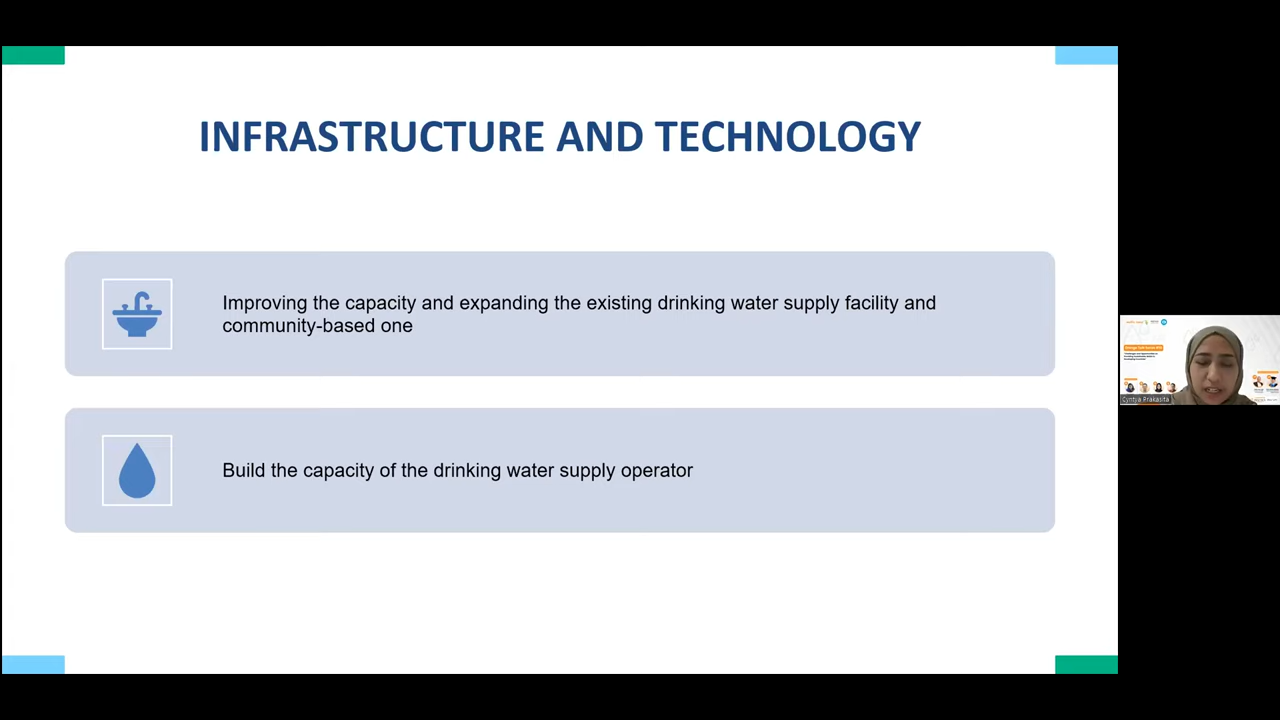 INFRASTRUCTURE AND TECHNOLOGY
Improving the capacity and expanding the existing drinking water supply facility and
community-based one
Build the capacity of the drinking water supply operator
Cyntya Prakasita